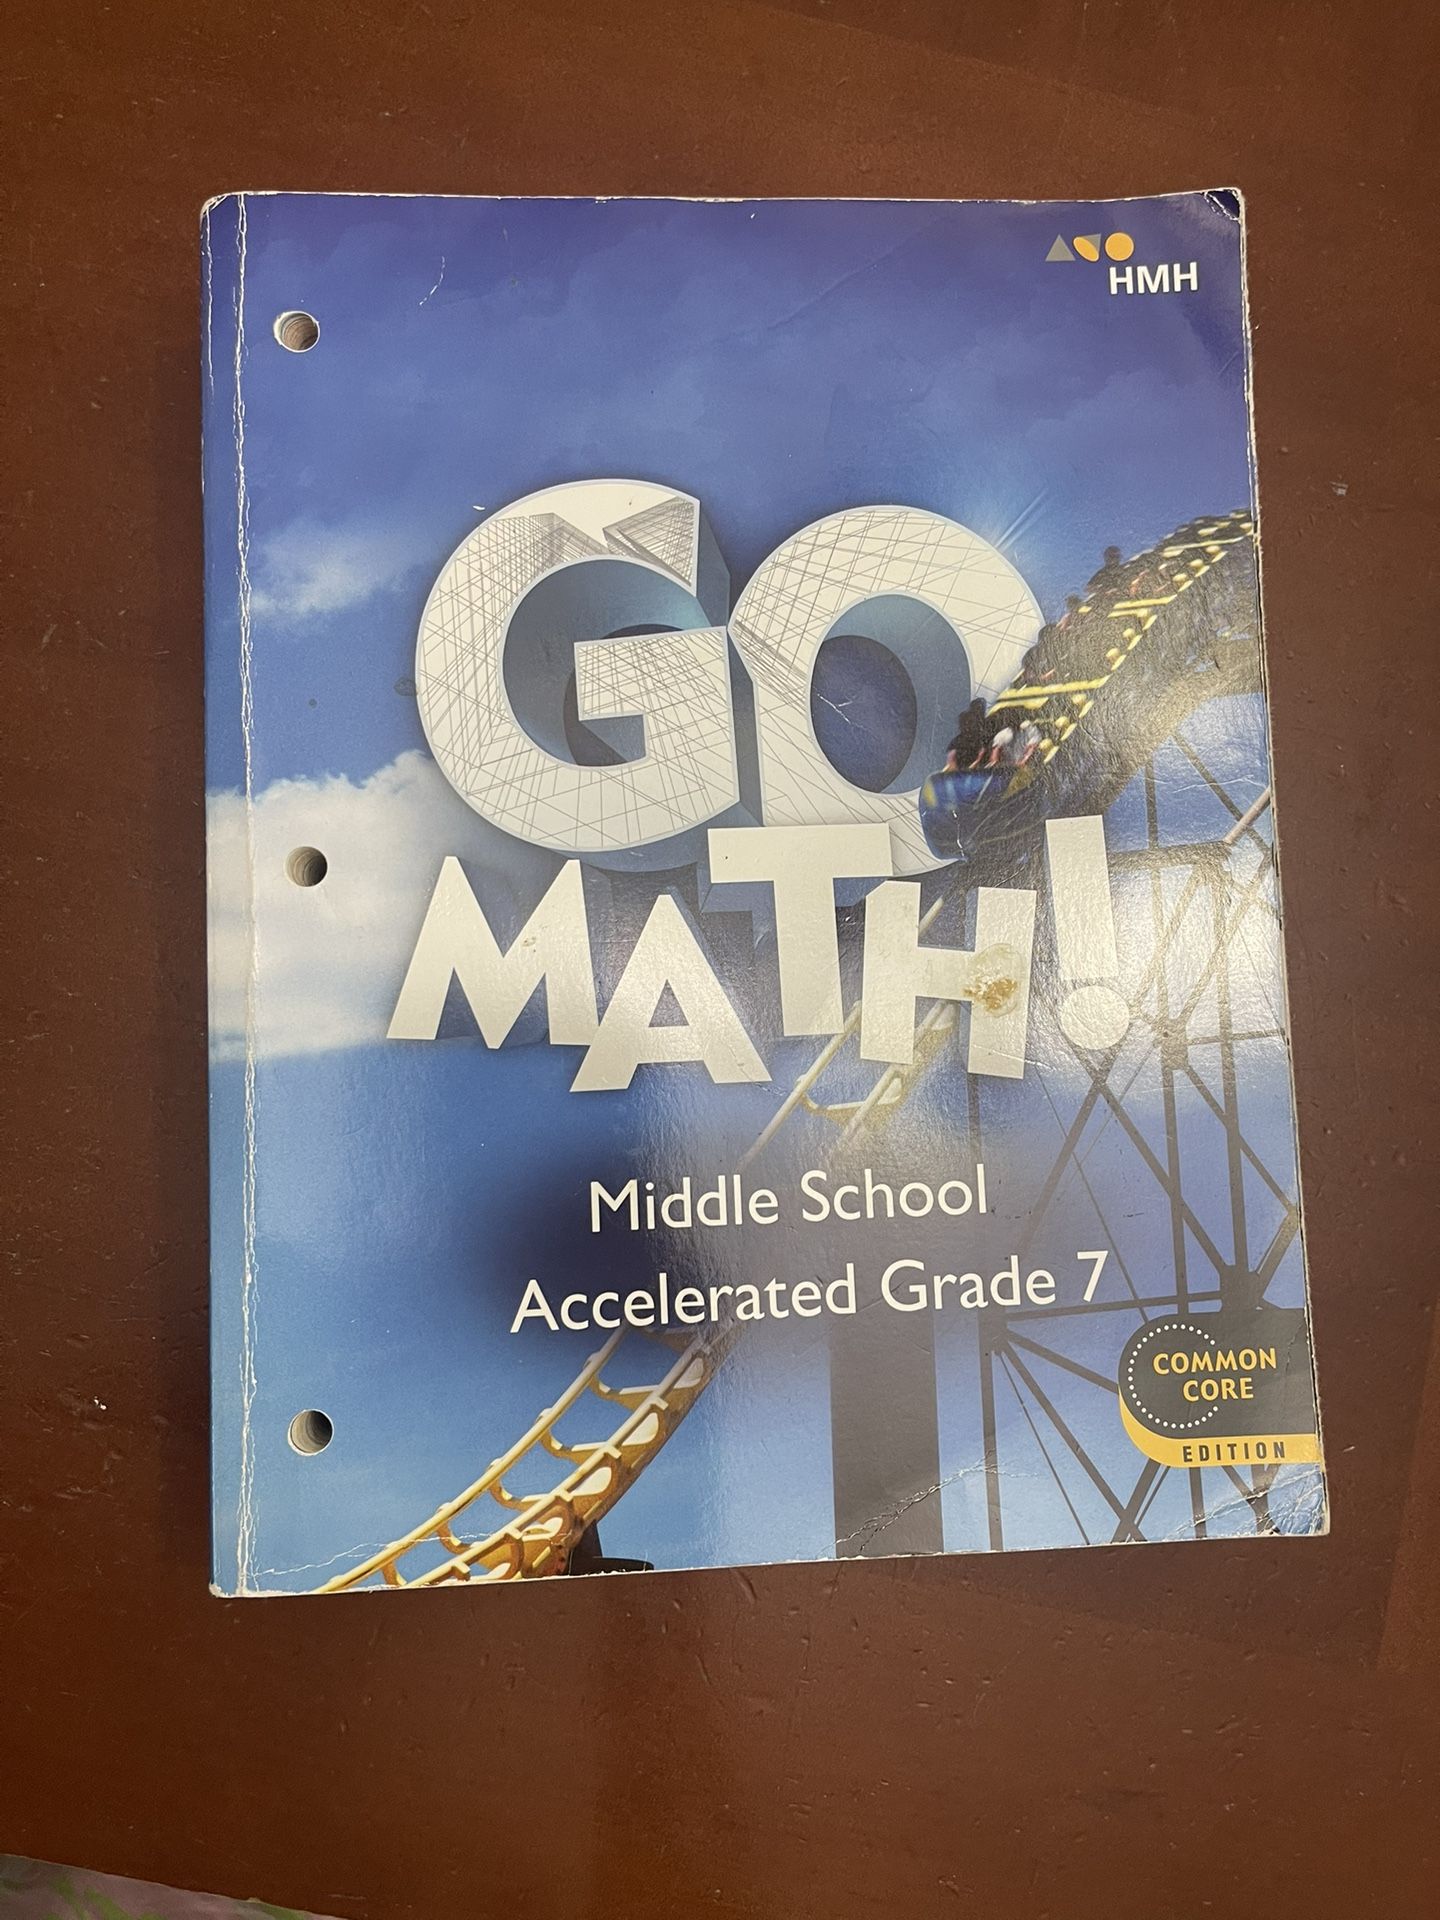 HMH
GO
MATH!
Middle School
Accelerated Grade 7
COMMON
CORE
EDITION